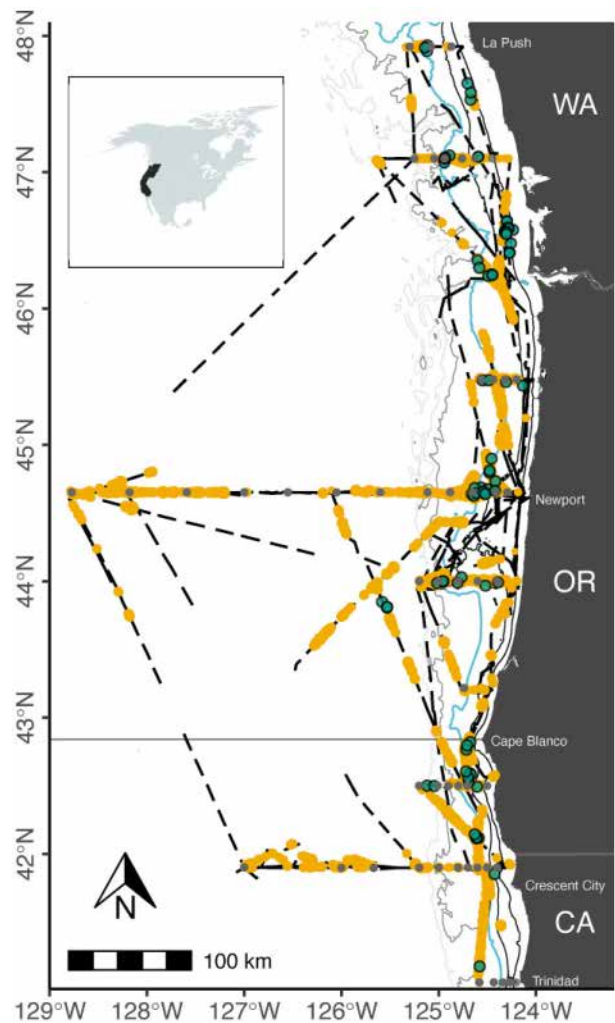 48°N
La Push
WA
47°N
46°N
45°N
Newport
44°N
OR
43°N
Cape Blanco
42°N
Crescent City
N
CA
100 km
Trinidad
129°W 128°W 127°W 126°W 125°W 124°W